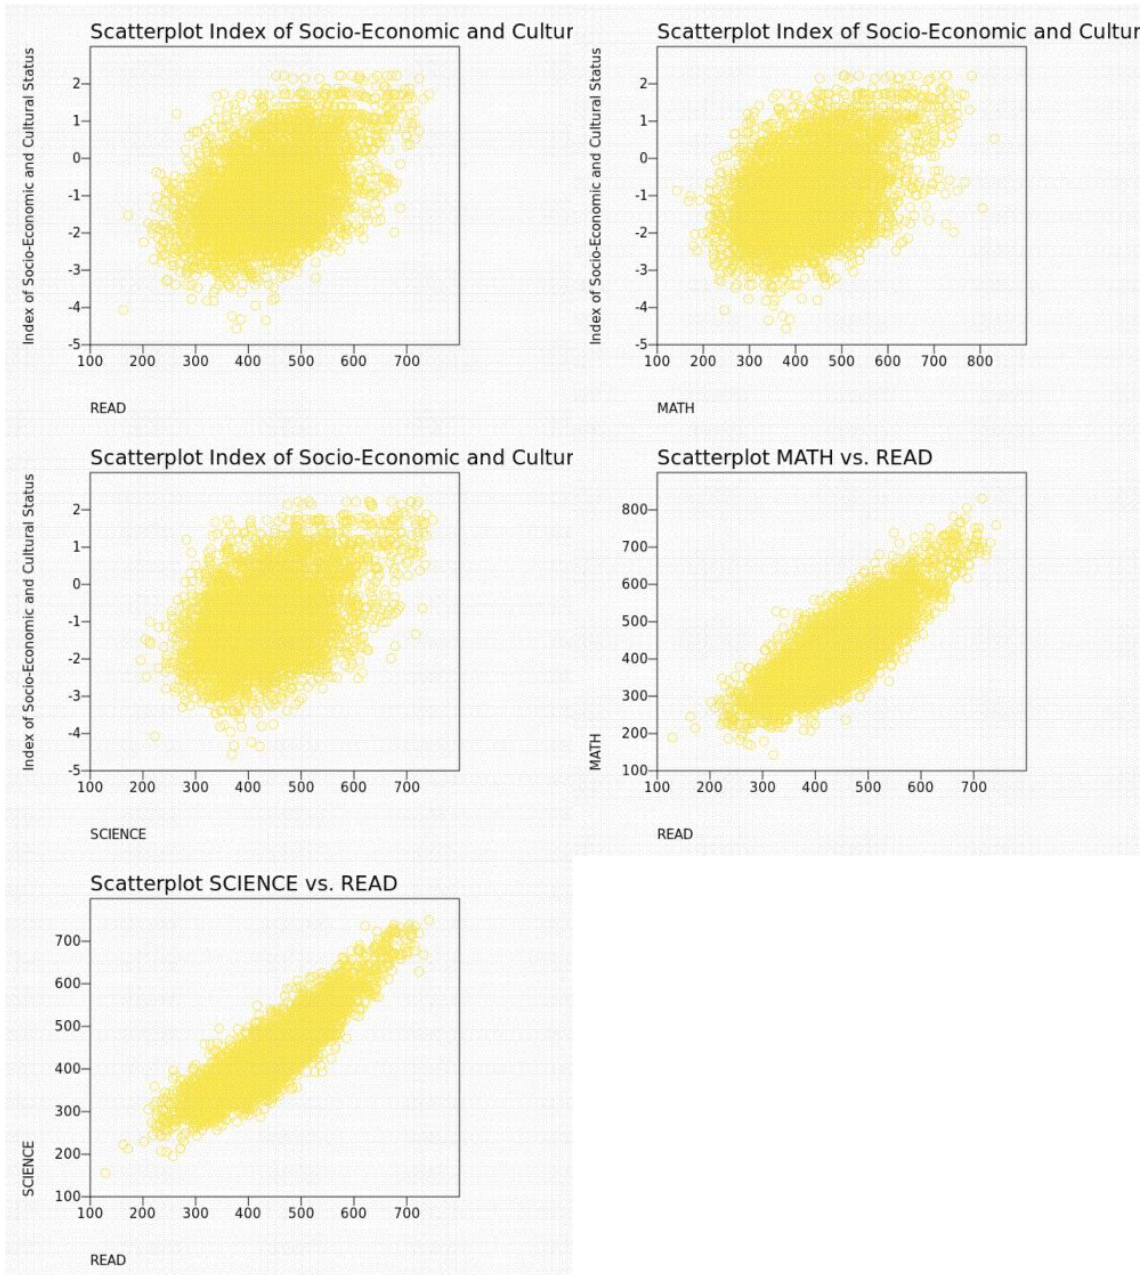 Scatterplot Index of Socio-Economic and Cultur
Index of Socio-Economic and Cultural Status
2
1
0
-1
-2
-3
-4
-5
100 200 300 400 500 600 700
READ
Scatterplot Index of Socio-Economic and Cultur
Index of Socio-Economic and Cultural Status
2
1
0
-1
-2
-3
-4
-5
100 200 300 400 500 600 700 800
MATH
Scatterplot Index of Socio-Economic and Cultur
Index of Socio-Economic and Cultural Status
2
1
0
-1
-2
-3
-4
-5
100 200 300 400 500 600 700
SCIENCE
Scatterplot MATH vs. READ
MATH
800
700
600
500
400
300
200
100
100 200 300 400 500 600 700
READ
Scatterplot SCIENCE vs. READ
SCIENCE
700
600
500
400
300
200
100
100 200 300 400 500 600 700
READ